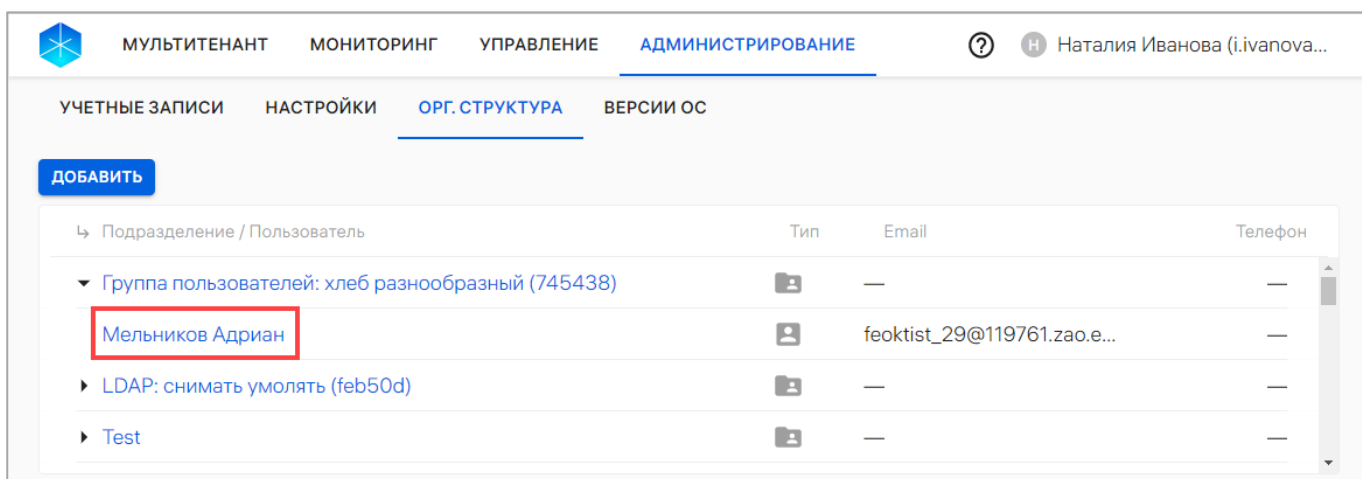 МУЛЬТИТЕНАНТ МОНИТОРИНГ УПРАВЛЕНИЕ АДМИНИСТРИРОВАНИЕ ? Н Наталия Иванова (i.ivanova...
УЧЕТНЫЕ ЗАПИСИ НАСТРОЙКИ ОРГ. СТРУКТУРА ВЕРСИИ ОС
ДОБАВИТЬ
Подразделение / Пользователь Тип Email Телефон
Группа пользователей: хлеб разнообразный (745438) — —
Мельников Адриан feoktist_29@119761.zao.e... —
LDAP: снимать умолять (feb50d) — —
Test — —